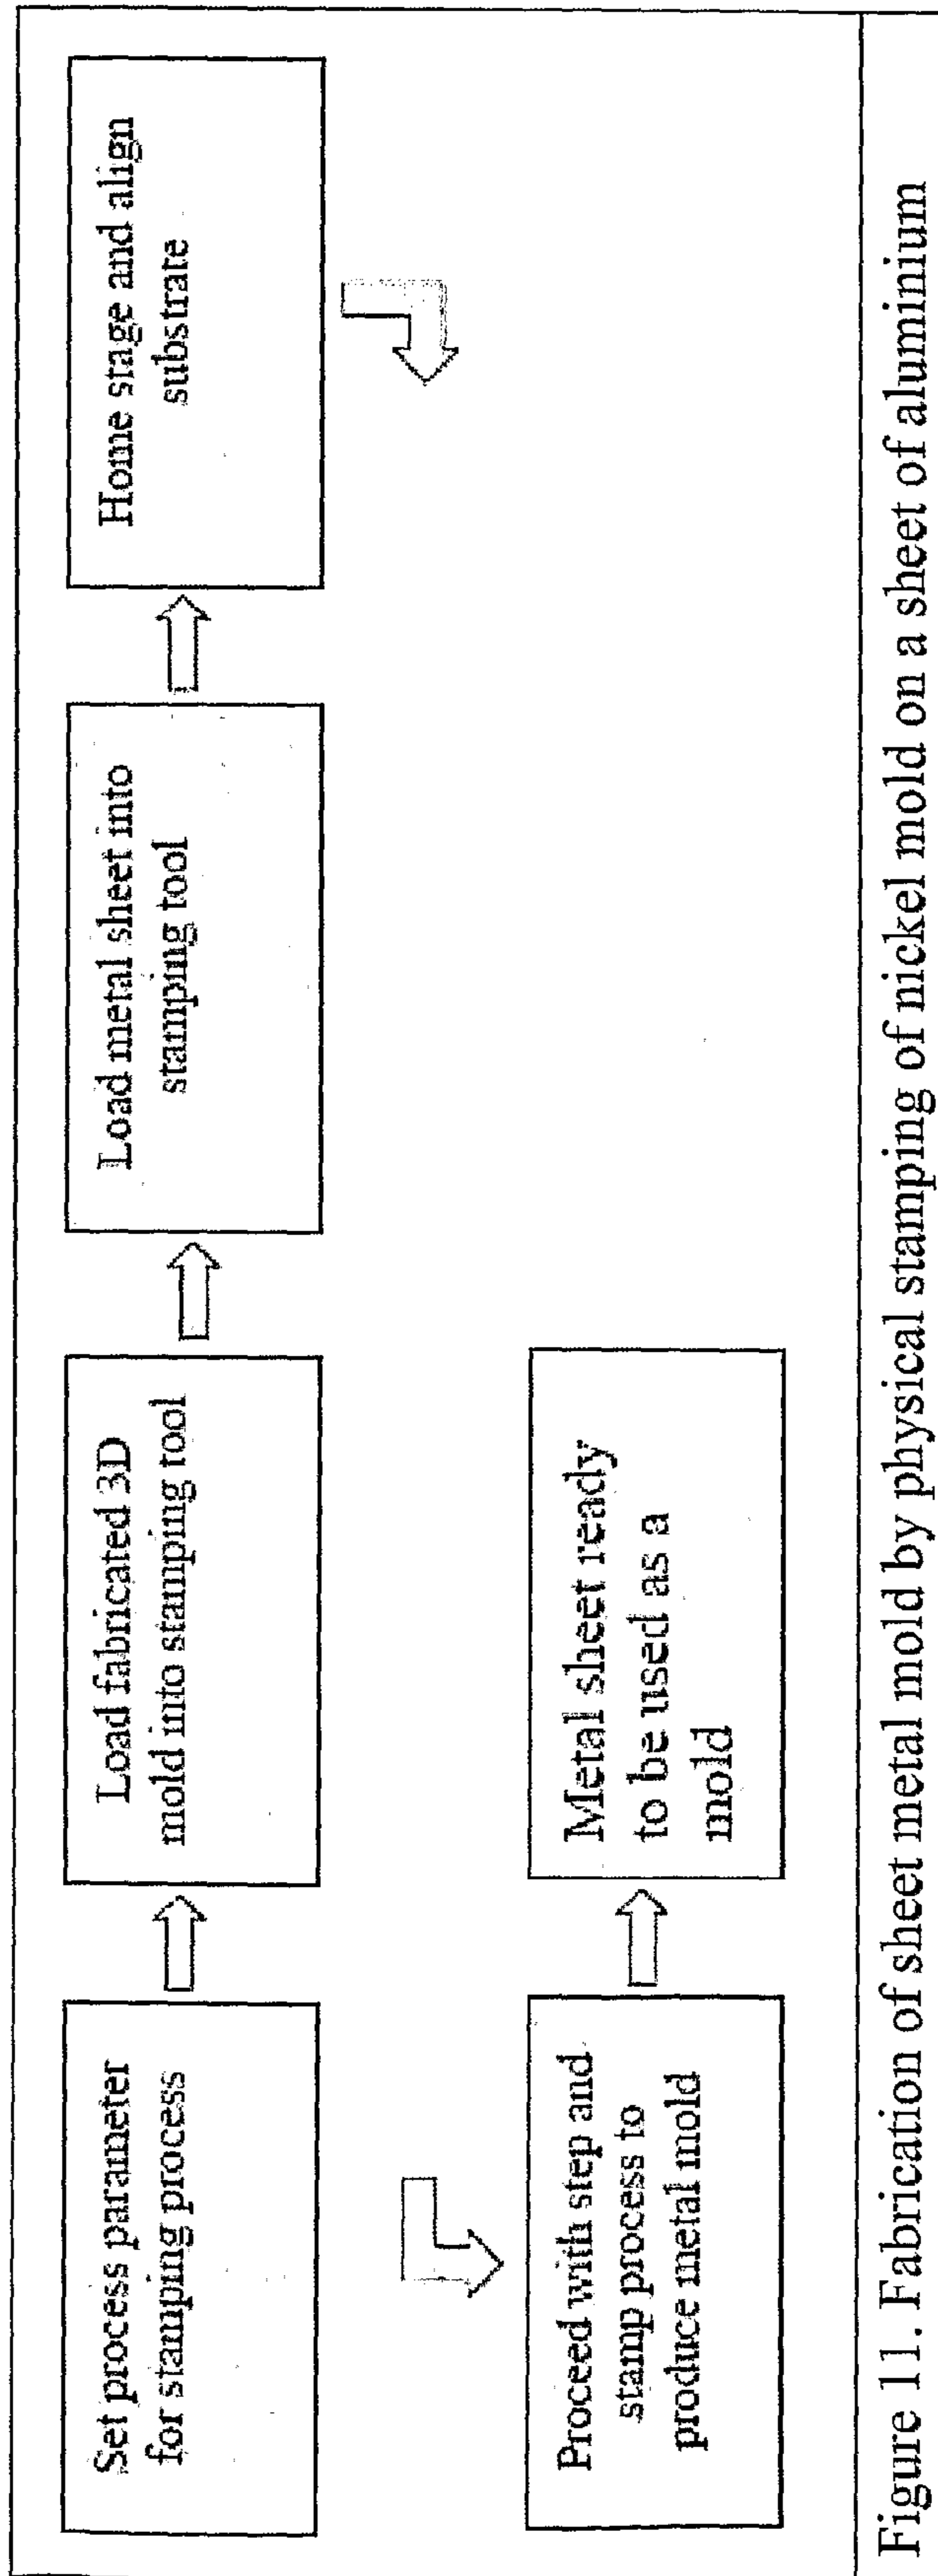 Set process parameter
for stamping process
Load fabricated 3D
mold into stamping tool
Load metal sheet into
stamping tool
Home stage and align
substrate
Proceed with step and
stamp process to
produce metal mold
Metal sheet ready
to be used as a
mold
Figure 11. Fabrication of sheet metal mold by physical stamping of nickel mold on a sheet of aluminium